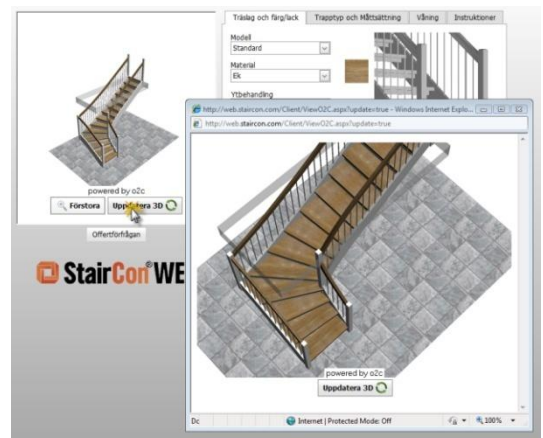 Träslag och färg/lack Trapptyp och Måttsättning Våning Instruktioner
Modell
Standard
Material
Ek
Ytbehandling
powered by o2c
Förstora Uppdatera 3D
Offertförfrågan
StairCon® WE
http://web.staircon.com/Client/ViewO2C.aspx?update=true - Windows Internet Explo...
http://web.staircon.com/Client/ViewO2C.aspx?update=true
powered by o2c
Uppdatera 3D
Dc Internet | Protected Mode: Off 100%